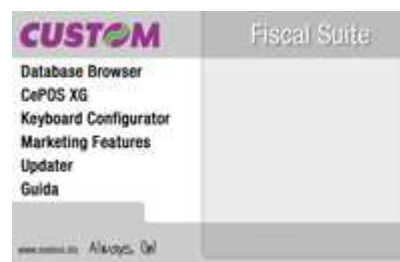 CUSTOM
Fiscal Suite
Database Browser
CePOS XG
Keyboard Configurator
Marketing Features
Updater
Guida
Always, On!